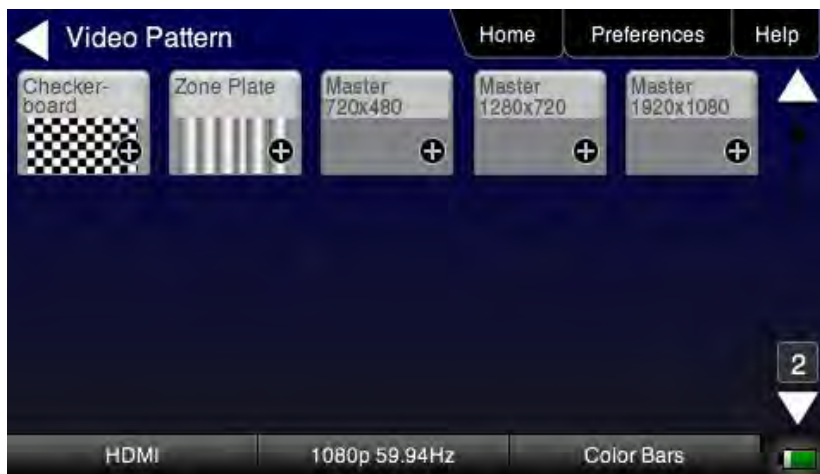 Video Pattern
Home
Preferences
Help
Checker-
board
Zone Plate
Master
720x480
Master
1280x720
Master
1920x1080
2
HDMI
1080p 59.94Hz
Color Bars